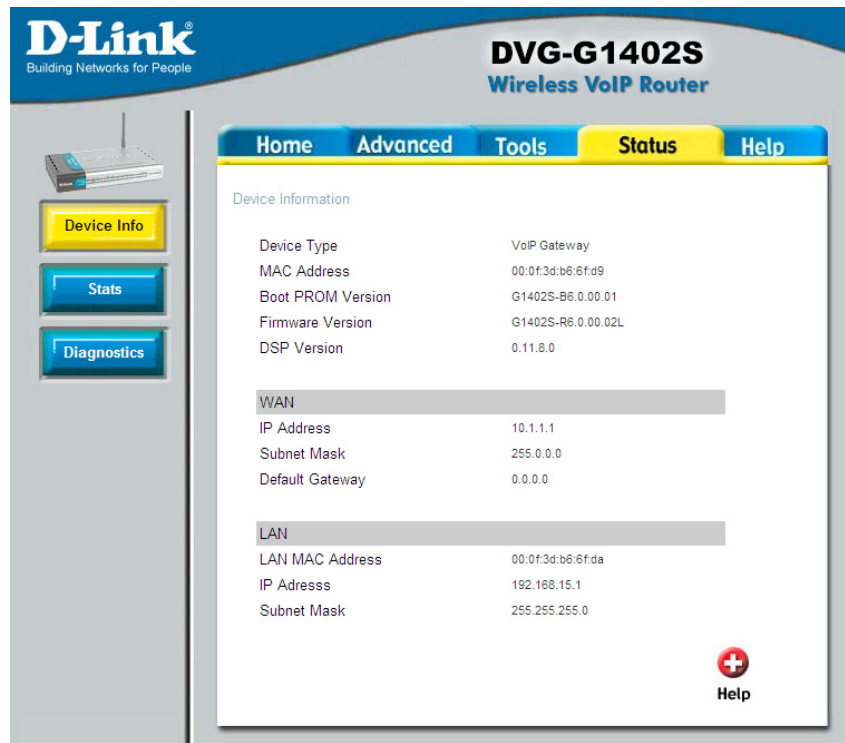 D-Link®
Building Networks for People
DVG-G1402S
Wireless VoIP Router
Home Advanced Tools Status Help
Device Info
Stats
Diagnostics
Device Information
Device Type VoIP Gateway
MAC Address 00:0f:3d:b6:6f:d9
Boot PROM Version G1402S-B6.0.00.01
Firmware Version G1402S-R6.0.00.02L
DSP Version 0.11.8.0
WAN
IP Address 10.1.1.1
Subnet Mask 255.0.0.0
Default Gateway 0.0.0.0
LAN
LAN MAC Address 00:0f:3d:b6:6f:da
IP Adresss 192.168.15.1
Subnet Mask 255.255.255.0
Help